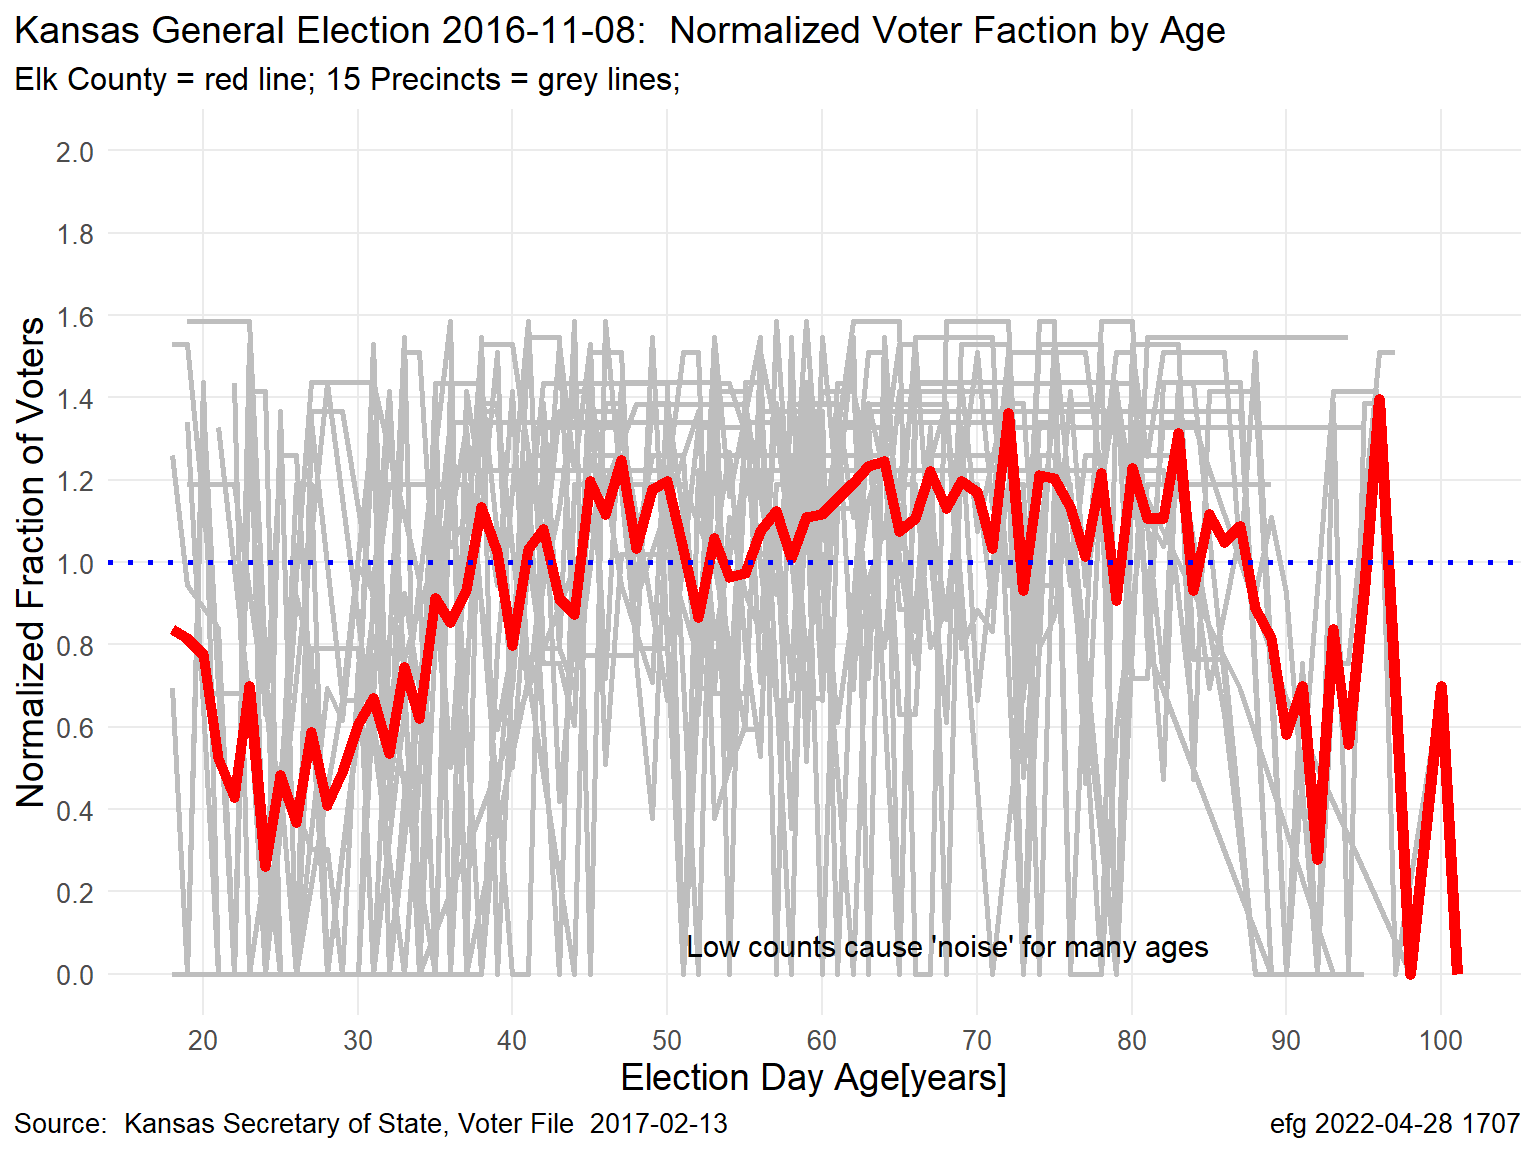 Kansas General Election 2016-11-08:  Normalized Voter Faction by Age
Elk County = red line; 15 Precincts = grey lines;
Normalized Fraction of Voters
2.0
1.8
1.6
1.4
1.2
1.0
0.8
0.6
0.4
0.2
0.0
Low counts cause 'noise' for many ages
20 30 40 50 60 70 80 90 100
Election Day Age[years]
Source:  Kansas Secretary of State, Voter File  2017-02-13
efg 2022-04-28 1707